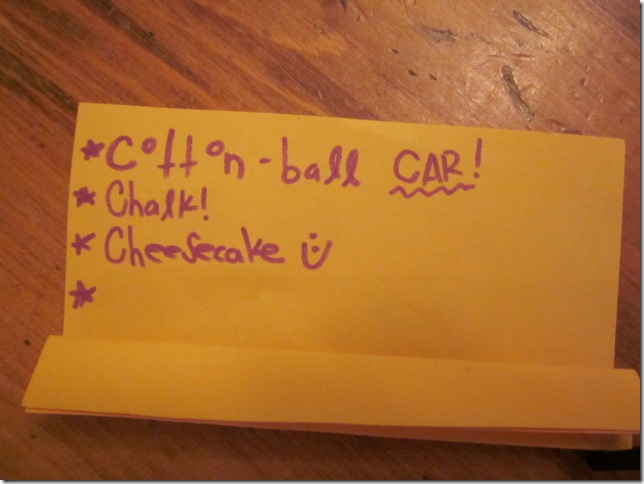 * Cotton-ball CAR!
* Chalk!
* Cheesecake :)
*